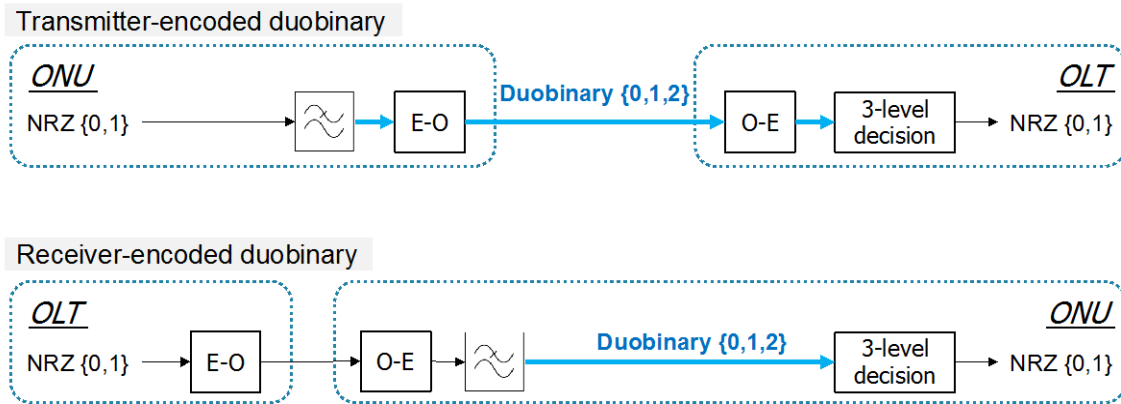 Transmitter-encoded duobinary
ONU
OLT
Duobinary {0,1,2}
NRZ {0,1}
E-O
O-E
3-level
decision
NRZ {0,1}
Receiver-encoded duobinary
OLT
ONU
NRZ {0,1}
E-O
O-E
Duobinary {0,1,2}
3-level
decision
NRZ {0,1}